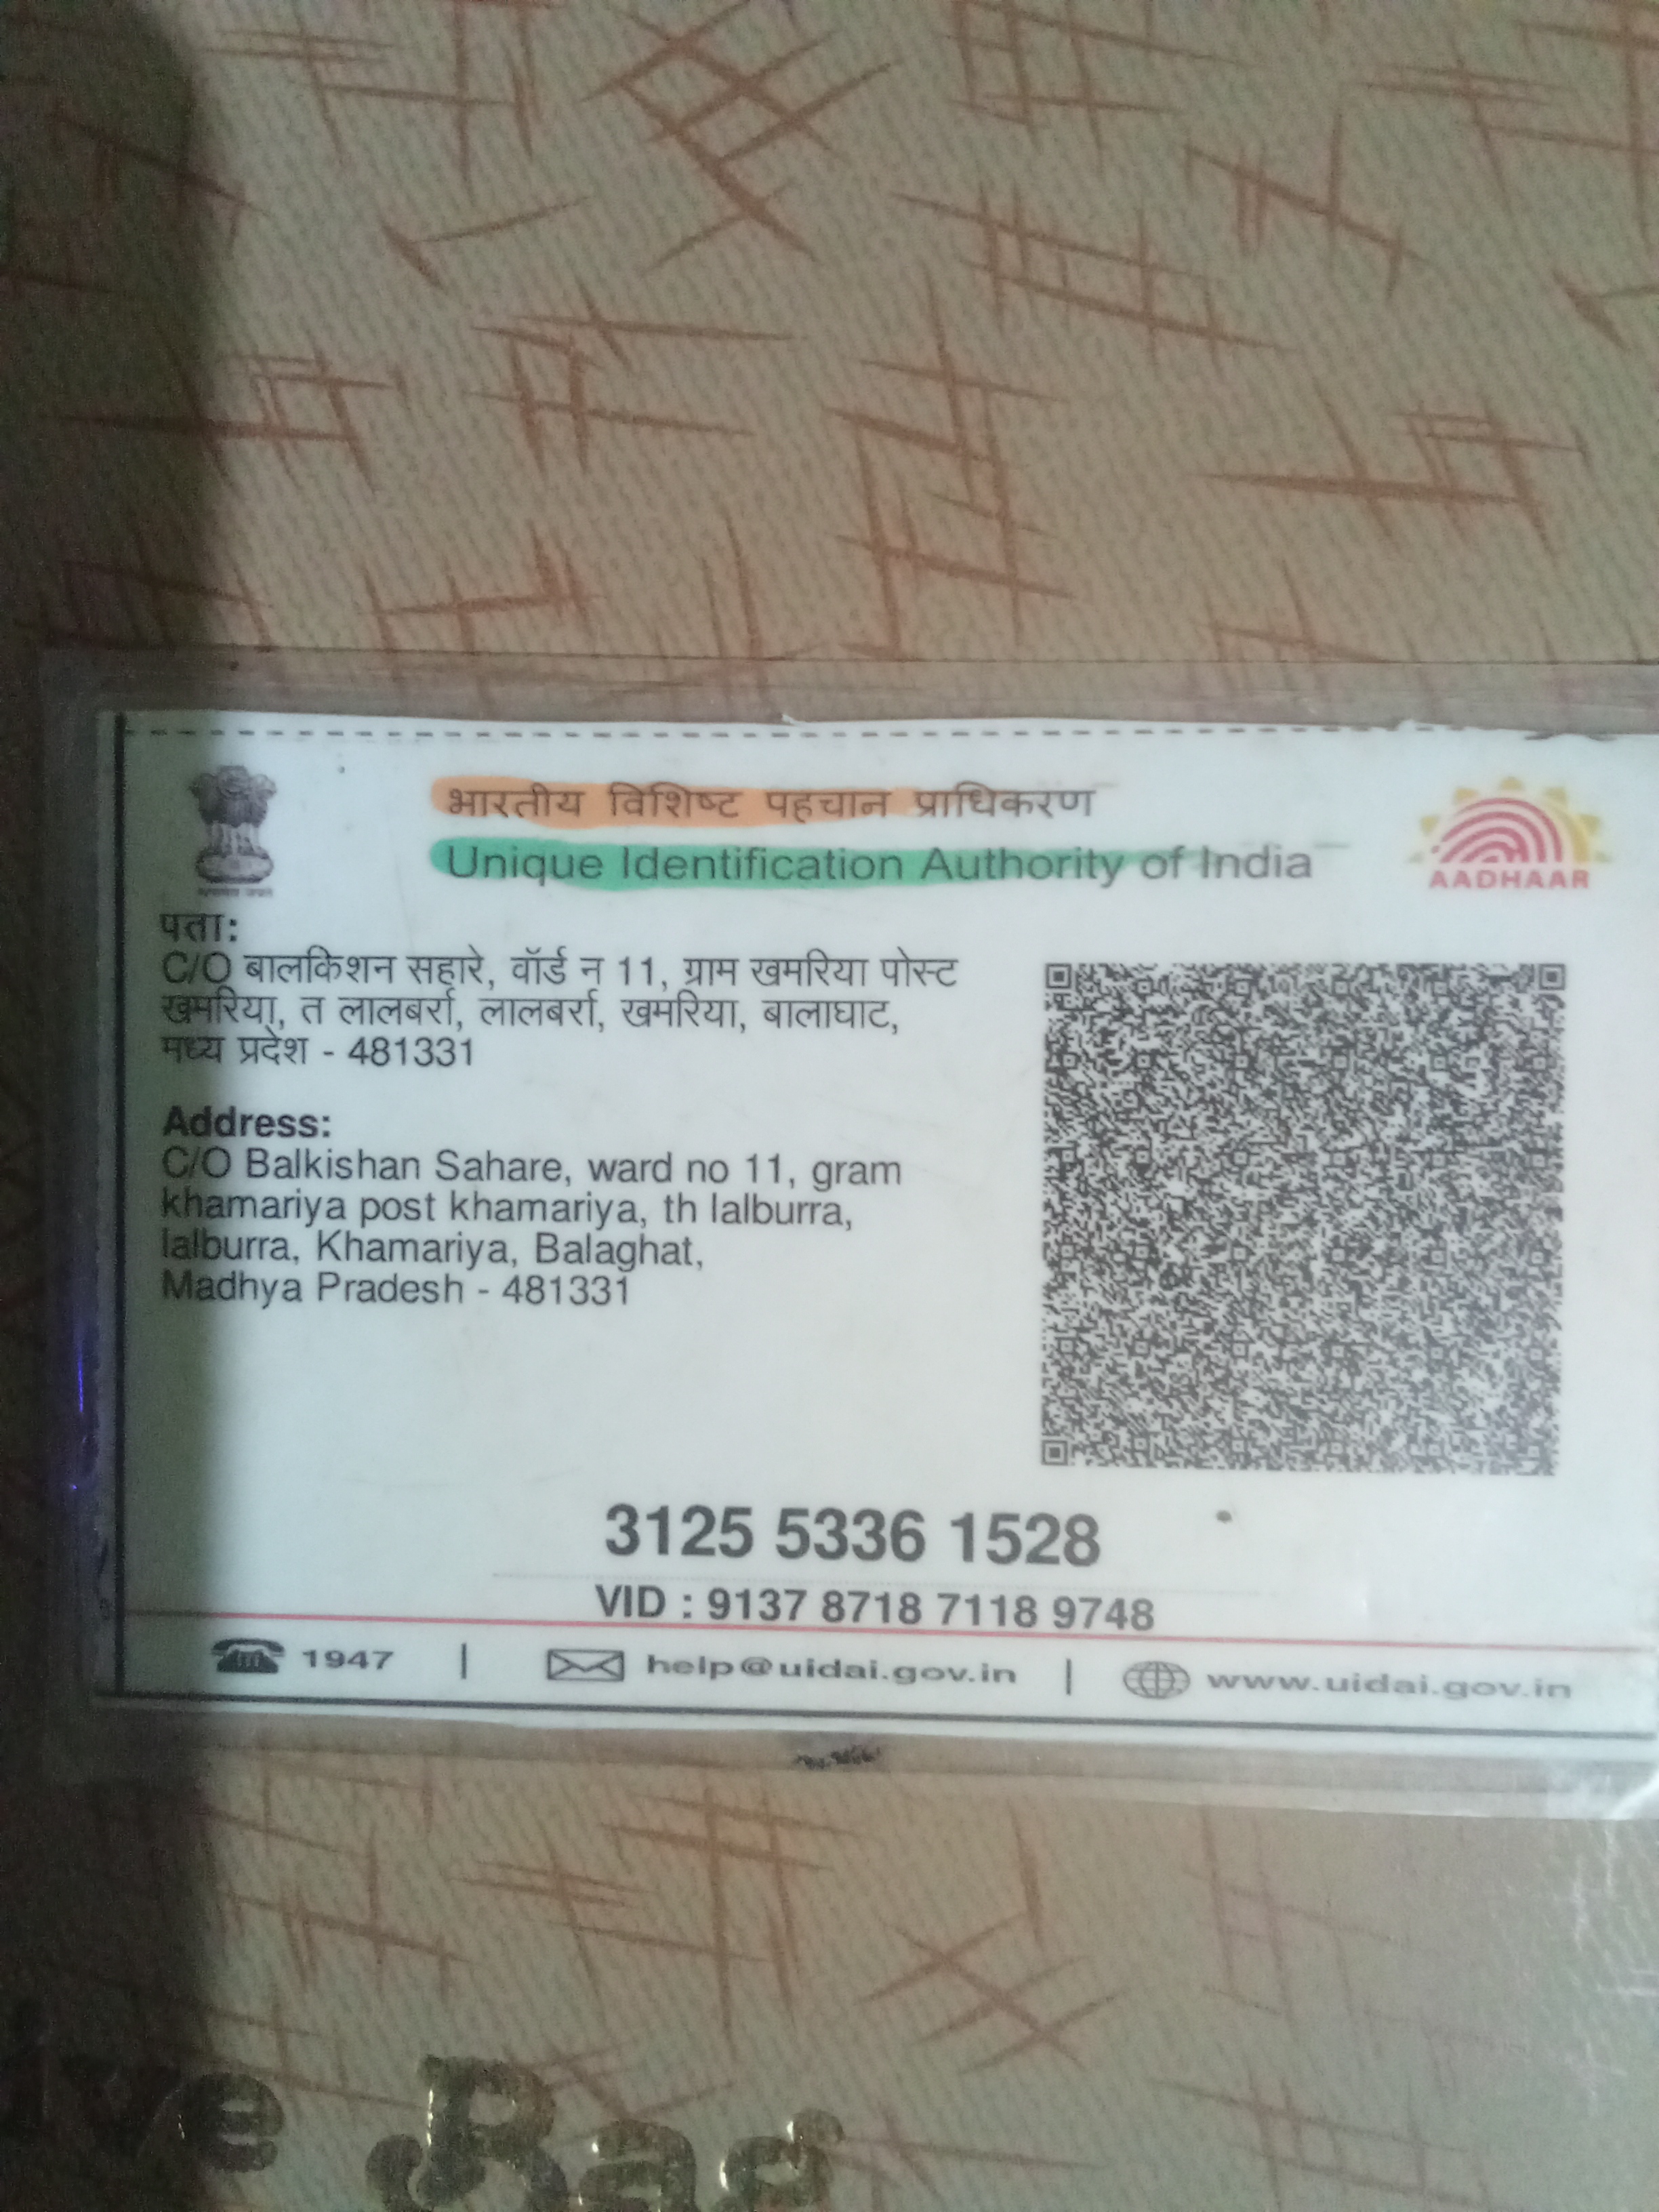 भारतीय विशिष्ट पहचान प्राधिकरण
Unique Identification Authority of India
AADHAAR
पता:
C/O बालकिशन सहारे, वॉर्ड न 11, ग्राम खमरिया पोस्ट
खमरिया, त लालबर्रा, लालबर्रा, खमरिया, बालाघाट,
मध्य प्रदेश - 481331
Address:
C/O Balkishan Sahare, ward no 11, gram
khamariya post khamariya, th lalburra,
lalburra, Khamariya, Balaghat,
Madhya Pradesh - 481331
3125 5336 1528
VID : 9137 8718 7118 9748
1947 | help@uidai.gov.in | www.uidai.gov.in